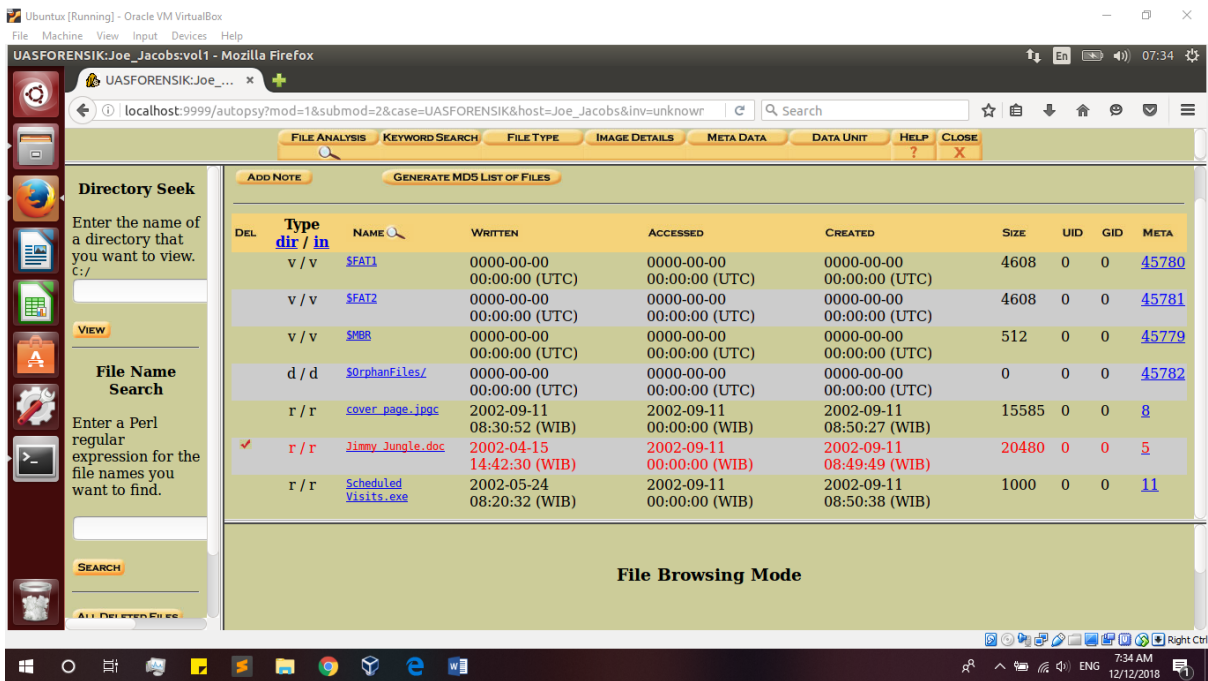 Ubuntux [Running] - Oracle VM VirtualBox
File Machine View Input Devices Help
UASFORENSIK:Joe_Jacobs:vol1 - Mozilla Firefox
En 07:34
UASFORENSIK:Joe_... ×
localhost:9999/autopsy?mod=1&submod=2&case=UASFORENSIK&host=Joe_Jacobs&inv=unknowr
Search
FILE ANALYSIS KEYWORD SEARCH FILE TYPE IMAGE DETAILS META DATA DATA UNIT HELP CLOSE
? X
Directory Seek
Enter the name of
a directory that
you want to view.
C:/
VIEW
File Name
Search
Enter a Perl
regular
expression for the
file names you
want to find.
SEARCH
ALL DELETED FILES
ADD NOTE GENERATE MD5 LIST OF FILES
DEL Type dir / in NAME WRITTEN ACCESSED CREATED SIZE UID GID META
v / v $FAT1 0000-00-00 0000-00-00 0000-00-00 4608 0 0 45780
00:00:00 (UTC) 00:00:00 (UTC) 00:00:00 (UTC)
v / v $FAT2 0000-00-00 0000-00-00 0000-00-00 4608 0 0 45781
00:00:00 (UTC) 00:00:00 (UTC) 00:00:00 (UTC)
v / v $MBR 0000-00-00 0000-00-00 0000-00-00 512 0 0 45779
00:00:00 (UTC) 00:00:00 (UTC) 00:00:00 (UTC)
d / d $OrphanFiles/ 0000-00-00 0000-00-00 0000-00-00 0 0 0 45782
00:00:00 (UTC) 00:00:00 (UTC) 00:00:00 (UTC)
r / r cover page.jpgc 2002-09-11 2002-09-11 2002-09-11 15585 0 0 8
08:30:52 (WIB) 00:00:00 (WIB) 08:50:27 (WIB)
r / r Jimmy Jungle.doc 2002-04-15 2002-09-11 2002-09-11 20480 0 0 5
14:42:30 (WIB) 00:00:00 (WIB) 08:49:49 (WIB)
r / r Scheduled 2002-05-24 2002-09-11 2002-09-11 1000 0 0 11
Visits.exe 08:20:32 (WIB) 00:00:00 (WIB) 08:50:38 (WIB)
File Browsing Mode
Right Ctrl
ENG 7:34 AM
12/12/2018